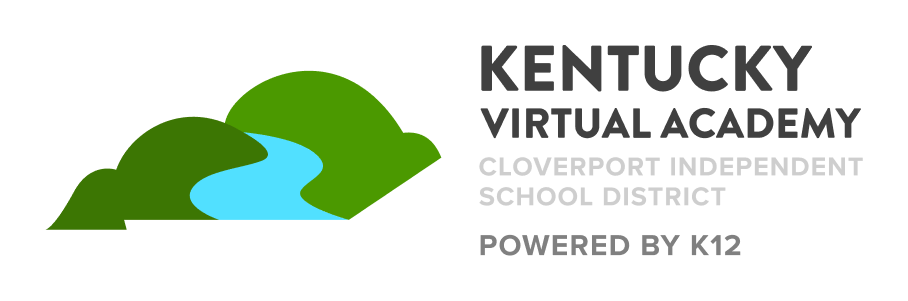 KENTUCKY
VIRTUAL ACADEMY
CLOVERPORT INDEPENDENT
SCHOOL DISTRICT
POWERED BY K12